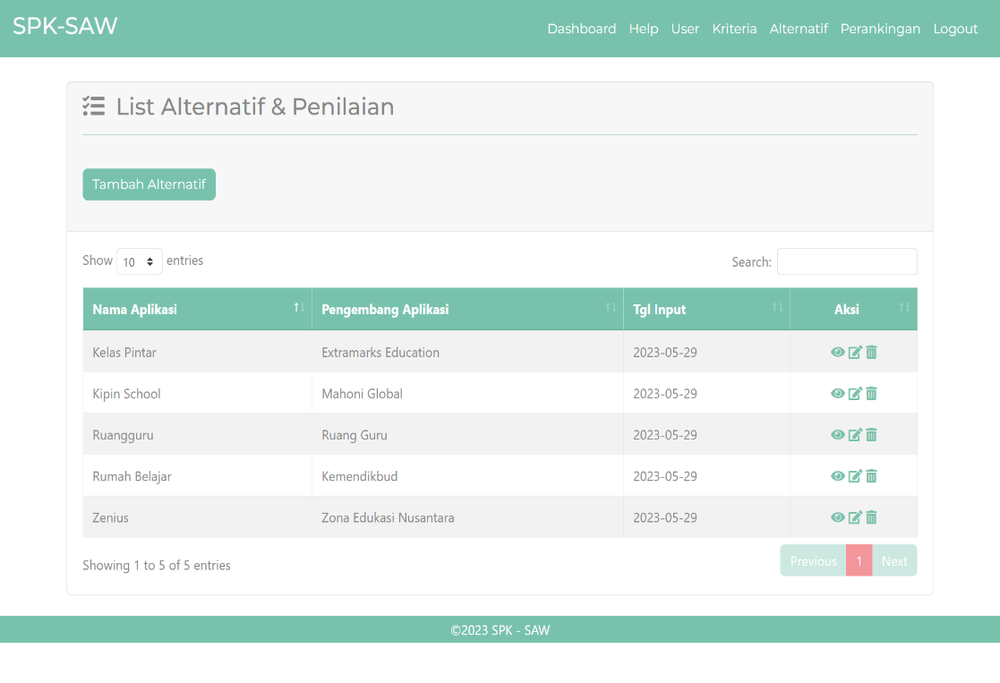 SPK-SAW
Dashboard Help User Kriteria Alternatif Perankingan Logout
List Alternatif & Penilaian
Tambah Alternatif
Show 10 entries Search:
Nama Aplikasi Pengembang Aplikasi Tgl Input Aksi
Kelas Pintar Extramarks Education 2023-05-29
Kipin School Mahoni Global 2023-05-29
Ruangguru Ruang Guru 2023-05-29
Rumah Belajar Kemendikbud 2023-05-29
Zenius Zona Edukasi Nusantara 2023-05-29
Showing 1 to 5 of 5 entries Previous 1 Next
©2023 SPK - SAW